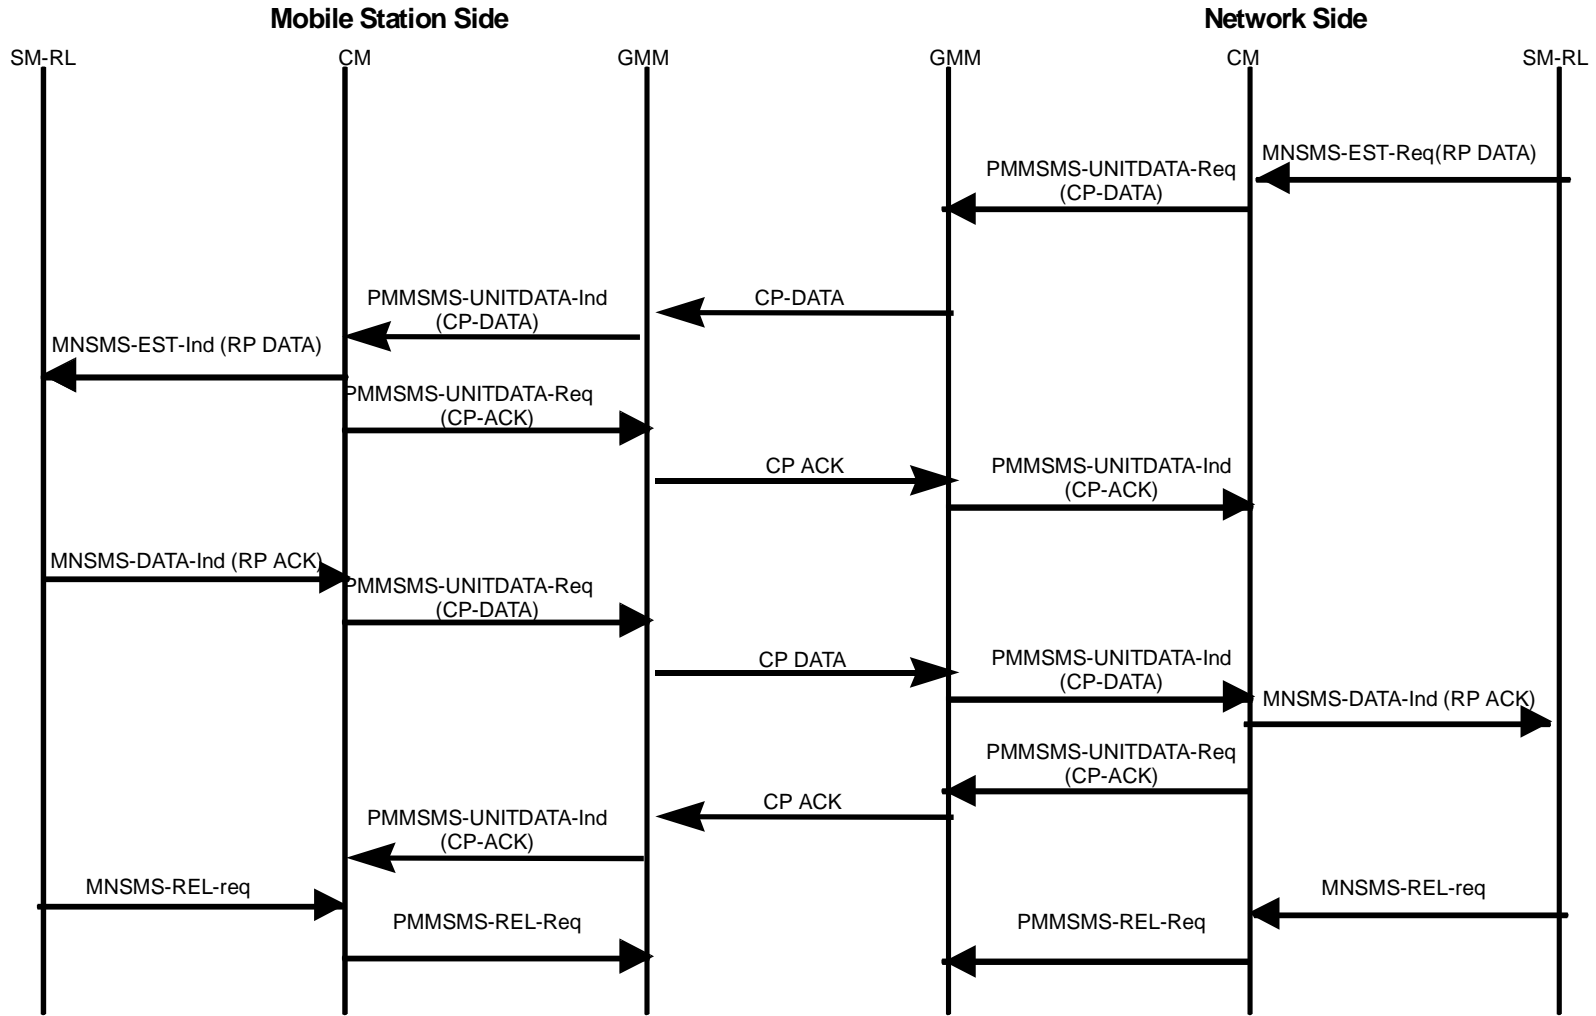 Mobile Station Side
Network Side
SM-RL
CM
GMM
GMM
CM
SM-RL
MNSMS-EST-Req(RP DATA)
PMMSMS-UNITDATA-Req
(CP-DATA)
CP-DATA
PMMSMS-UNITDATA-Ind
(CP-DATA)
MNSMS-EST-Ind (RP DATA)
PMMSMS-UNITDATA-Req
(CP-ACK)
CP ACK
PMMSMS-UNITDATA-Ind
(CP-ACK)
MNSMS-DATA-Ind (RP ACK)
PMMSMS-UNITDATA-Req
(CP-DATA)
CP DATA
PMMSMS-UNITDATA-Ind
(CP-DATA)
MNSMS-DATA-Ind (RP ACK)
PMMSMS-UNITDATA-Req
(CP-ACK)
CP ACK
PMMSMS-UNITDATA-Ind
(CP-ACK)
MNSMS-REL-req
MNSMS-REL-req
PMMSMS-REL-Req
PMMSMS-REL-Req